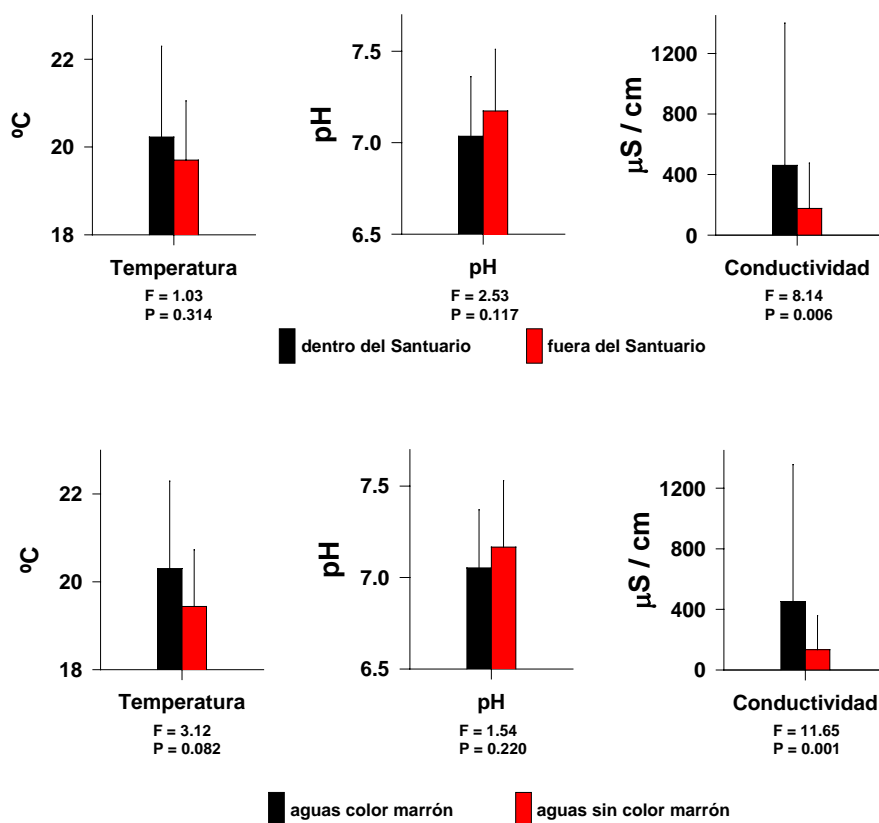 ºC
22
20
18
Temperatura
F = 1.03
P = 0.314
pH
7.5
7.0
6.5
pH
F = 2.53
P = 0.117
µS / cm
1200
800
400
0
Conductividad
F = 8.14
P = 0.006
dentro del Santuario
fuera del Santuario
ºC
22
20
18
Temperatura
F = 3.12
P = 0.082
pH
7.5
7.0
6.5
pH
F = 1.54
P = 0.220
µS / cm
1200
800
400
0
Conductividad
F = 11.65
P = 0.001
aguas color marrón
aguas sin color marrón